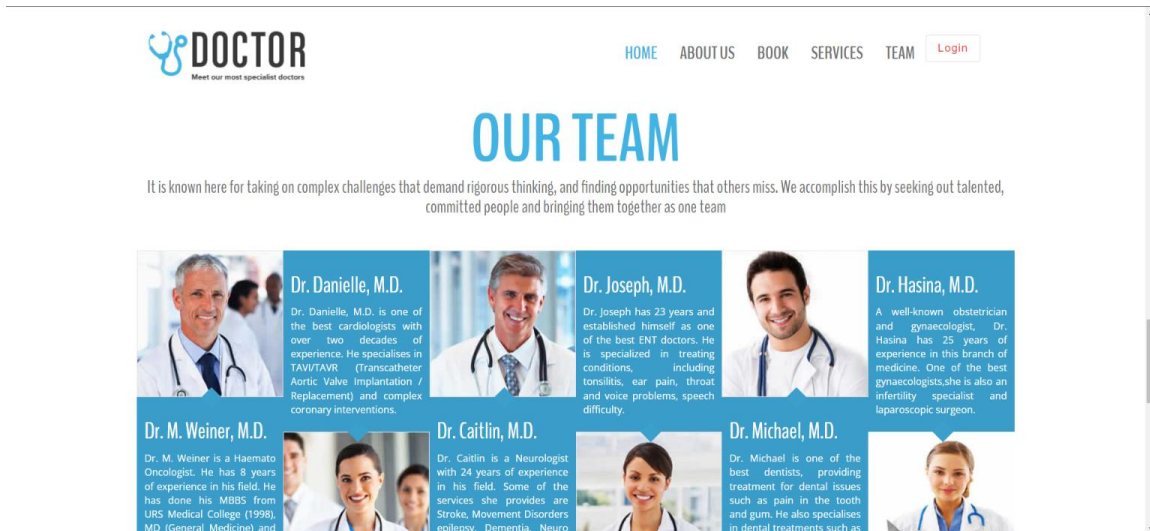 DOCTOR
Meet our most specialist doctors
HOME ABOUT US BOOK SERVICES TEAM Login
OUR TEAM
It is known here for taking on complex challenges that demand rigorous thinking, and finding opportunities that others miss. We accomplish this by seeking out talented,
committed people and bringing them together as one team
Dr. Danielle, M.D.
Dr. Danielle, M.D. is one of
the best cardiologists with
over two decades of
experience. He specialises in
TAVI/TAVR (Transcatheter
Aortic Valve Implantation /
Replacement) and complex
coronary interventions.
Dr. Joseph, M.D.
Dr. Joseph has 23 years and
established himself as one
of the best ENT doctors. He
is specialized in treating
conditions, including
tonsilitis, ear pain, throat
and voice problems, speech
difficulty.
Dr. Hasina, M.D.
A well-known obstetrician
and gynaecologist, Dr.
Hasina has 25 years of
experience in this branch of
medicine. One of the best
gynaecologists,she is also an
infertility specialist and
laparoscopic surgeon.
Dr. M. Weiner, M.D.
Dr. M. Weiner is a Haemato
Oncologist. He has 8 years
of experience in his field. He
has done his MBBS from
URS Medical College (1998),
MD (General Medicine) and
Dr. Caitlin, M.D.
Dr. Caitlin is a Neurologist
with 24 years of experience
in his field. Some of the
services she provides are
Stroke, Movement Disorders
epilepsy, Dementia, Neuro
Dr. Michael, M.D.
Dr. Michael is one of the
best dentists, providing
treatment for dental issues
such as pain in the tooth
and gum. He also specialises
in dental treatments such as